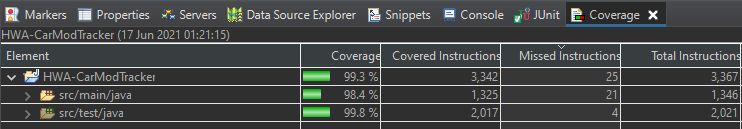 Markers Properties Servers Data Source Explorer Snippets Console JUnit Coverage
HWA-CarModTracker (17 Jun 2021 01:21:15)
Element Coverage Covered Instructions Missed Instructions Total Instructions
HWA-CarModTracker 99.3 % 3,342 25 3,367
src/main/java 98.4 % 1,325 21 1,346
src/test/java 99.8 % 2,017 4 2,021